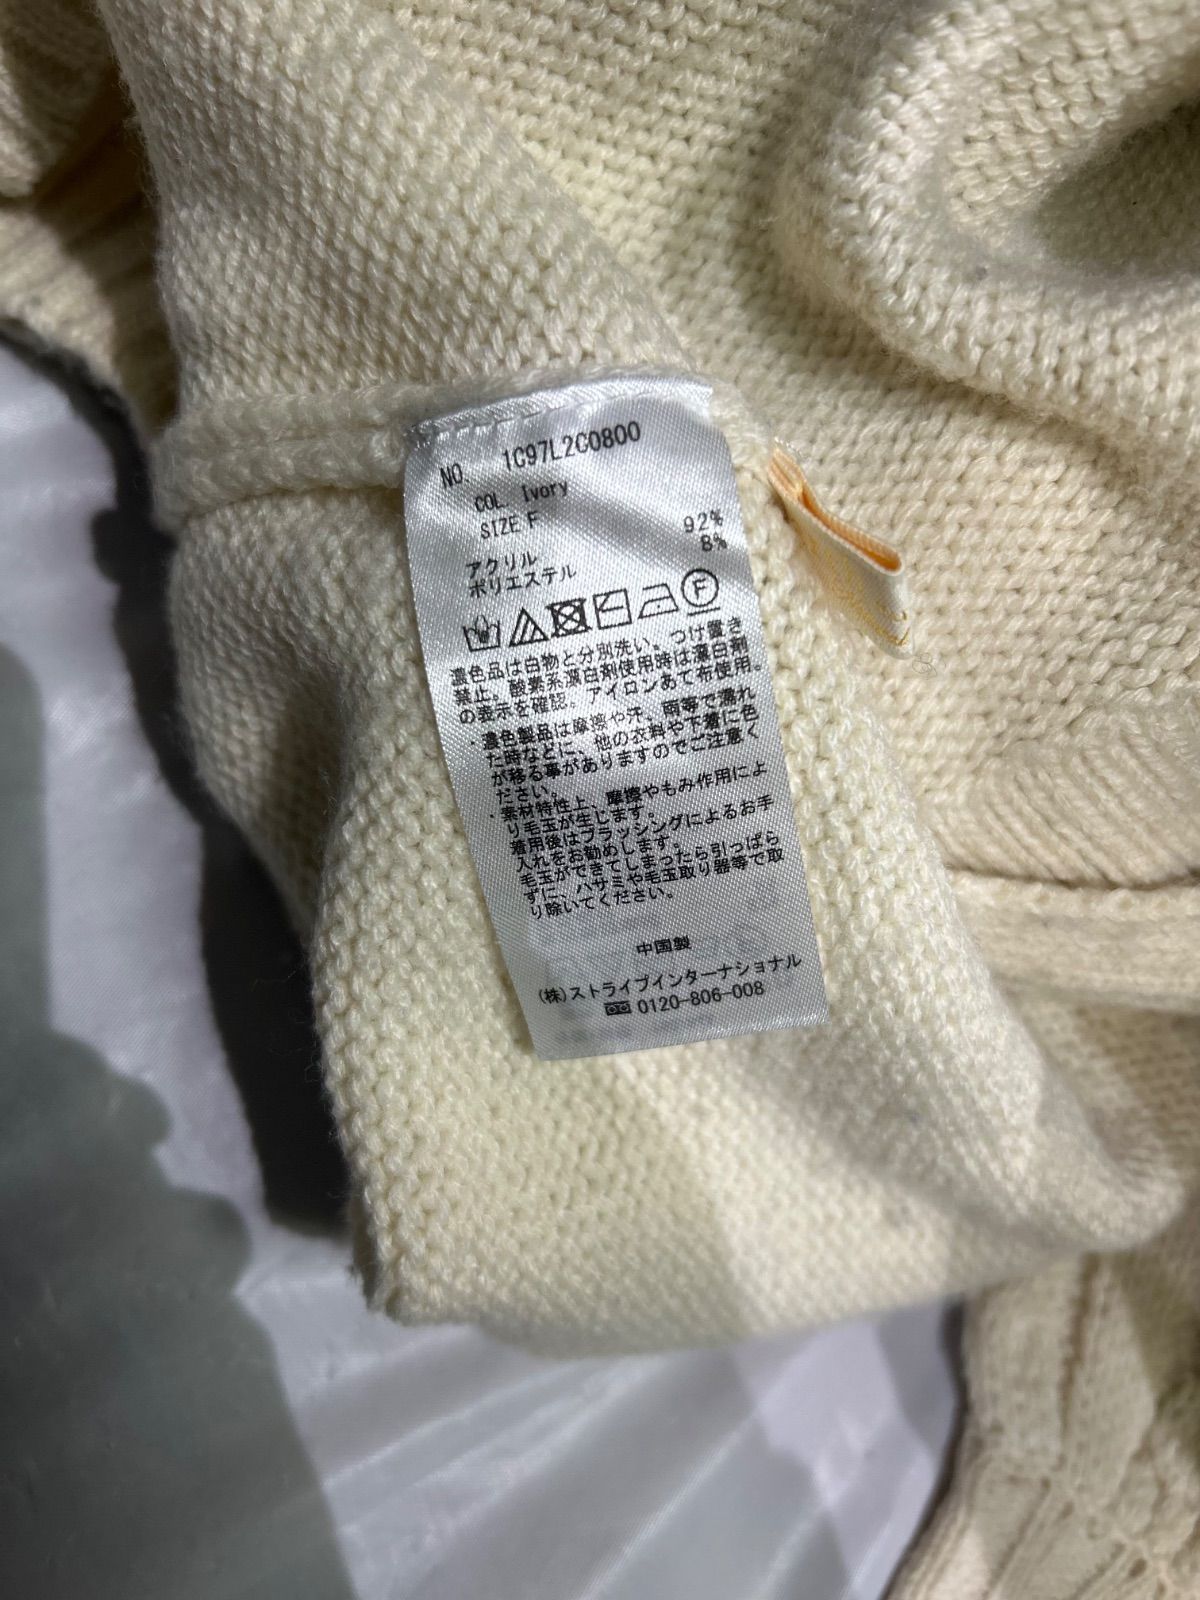 NO. 1C97L2C0800
COL. Ivory
SIZE F
アクリル 92%
ポリエステル 8%
F
濃色品は白物と分別洗い。つけ置き
禁止。酸素系漂白剤使用時は漂白剤
の表示を確認。アイロンあて布使用。
・濃色製品は摩擦や汗、雨等で濡れ
た時などに、他の衣料や下着に色
が移る事がありますのでご注意く
ださい。
・素材特性上、摩擦やもみ作用によ
り毛玉が生じます。
着用後はブラッシングによるお手
入れをお勧めします。
毛玉ができてしまったら引っぱら
ずに、ハサミや毛玉取り器等で取
り除いてください。
中国製
(株)ストライプインターナショナル
0120-806-008